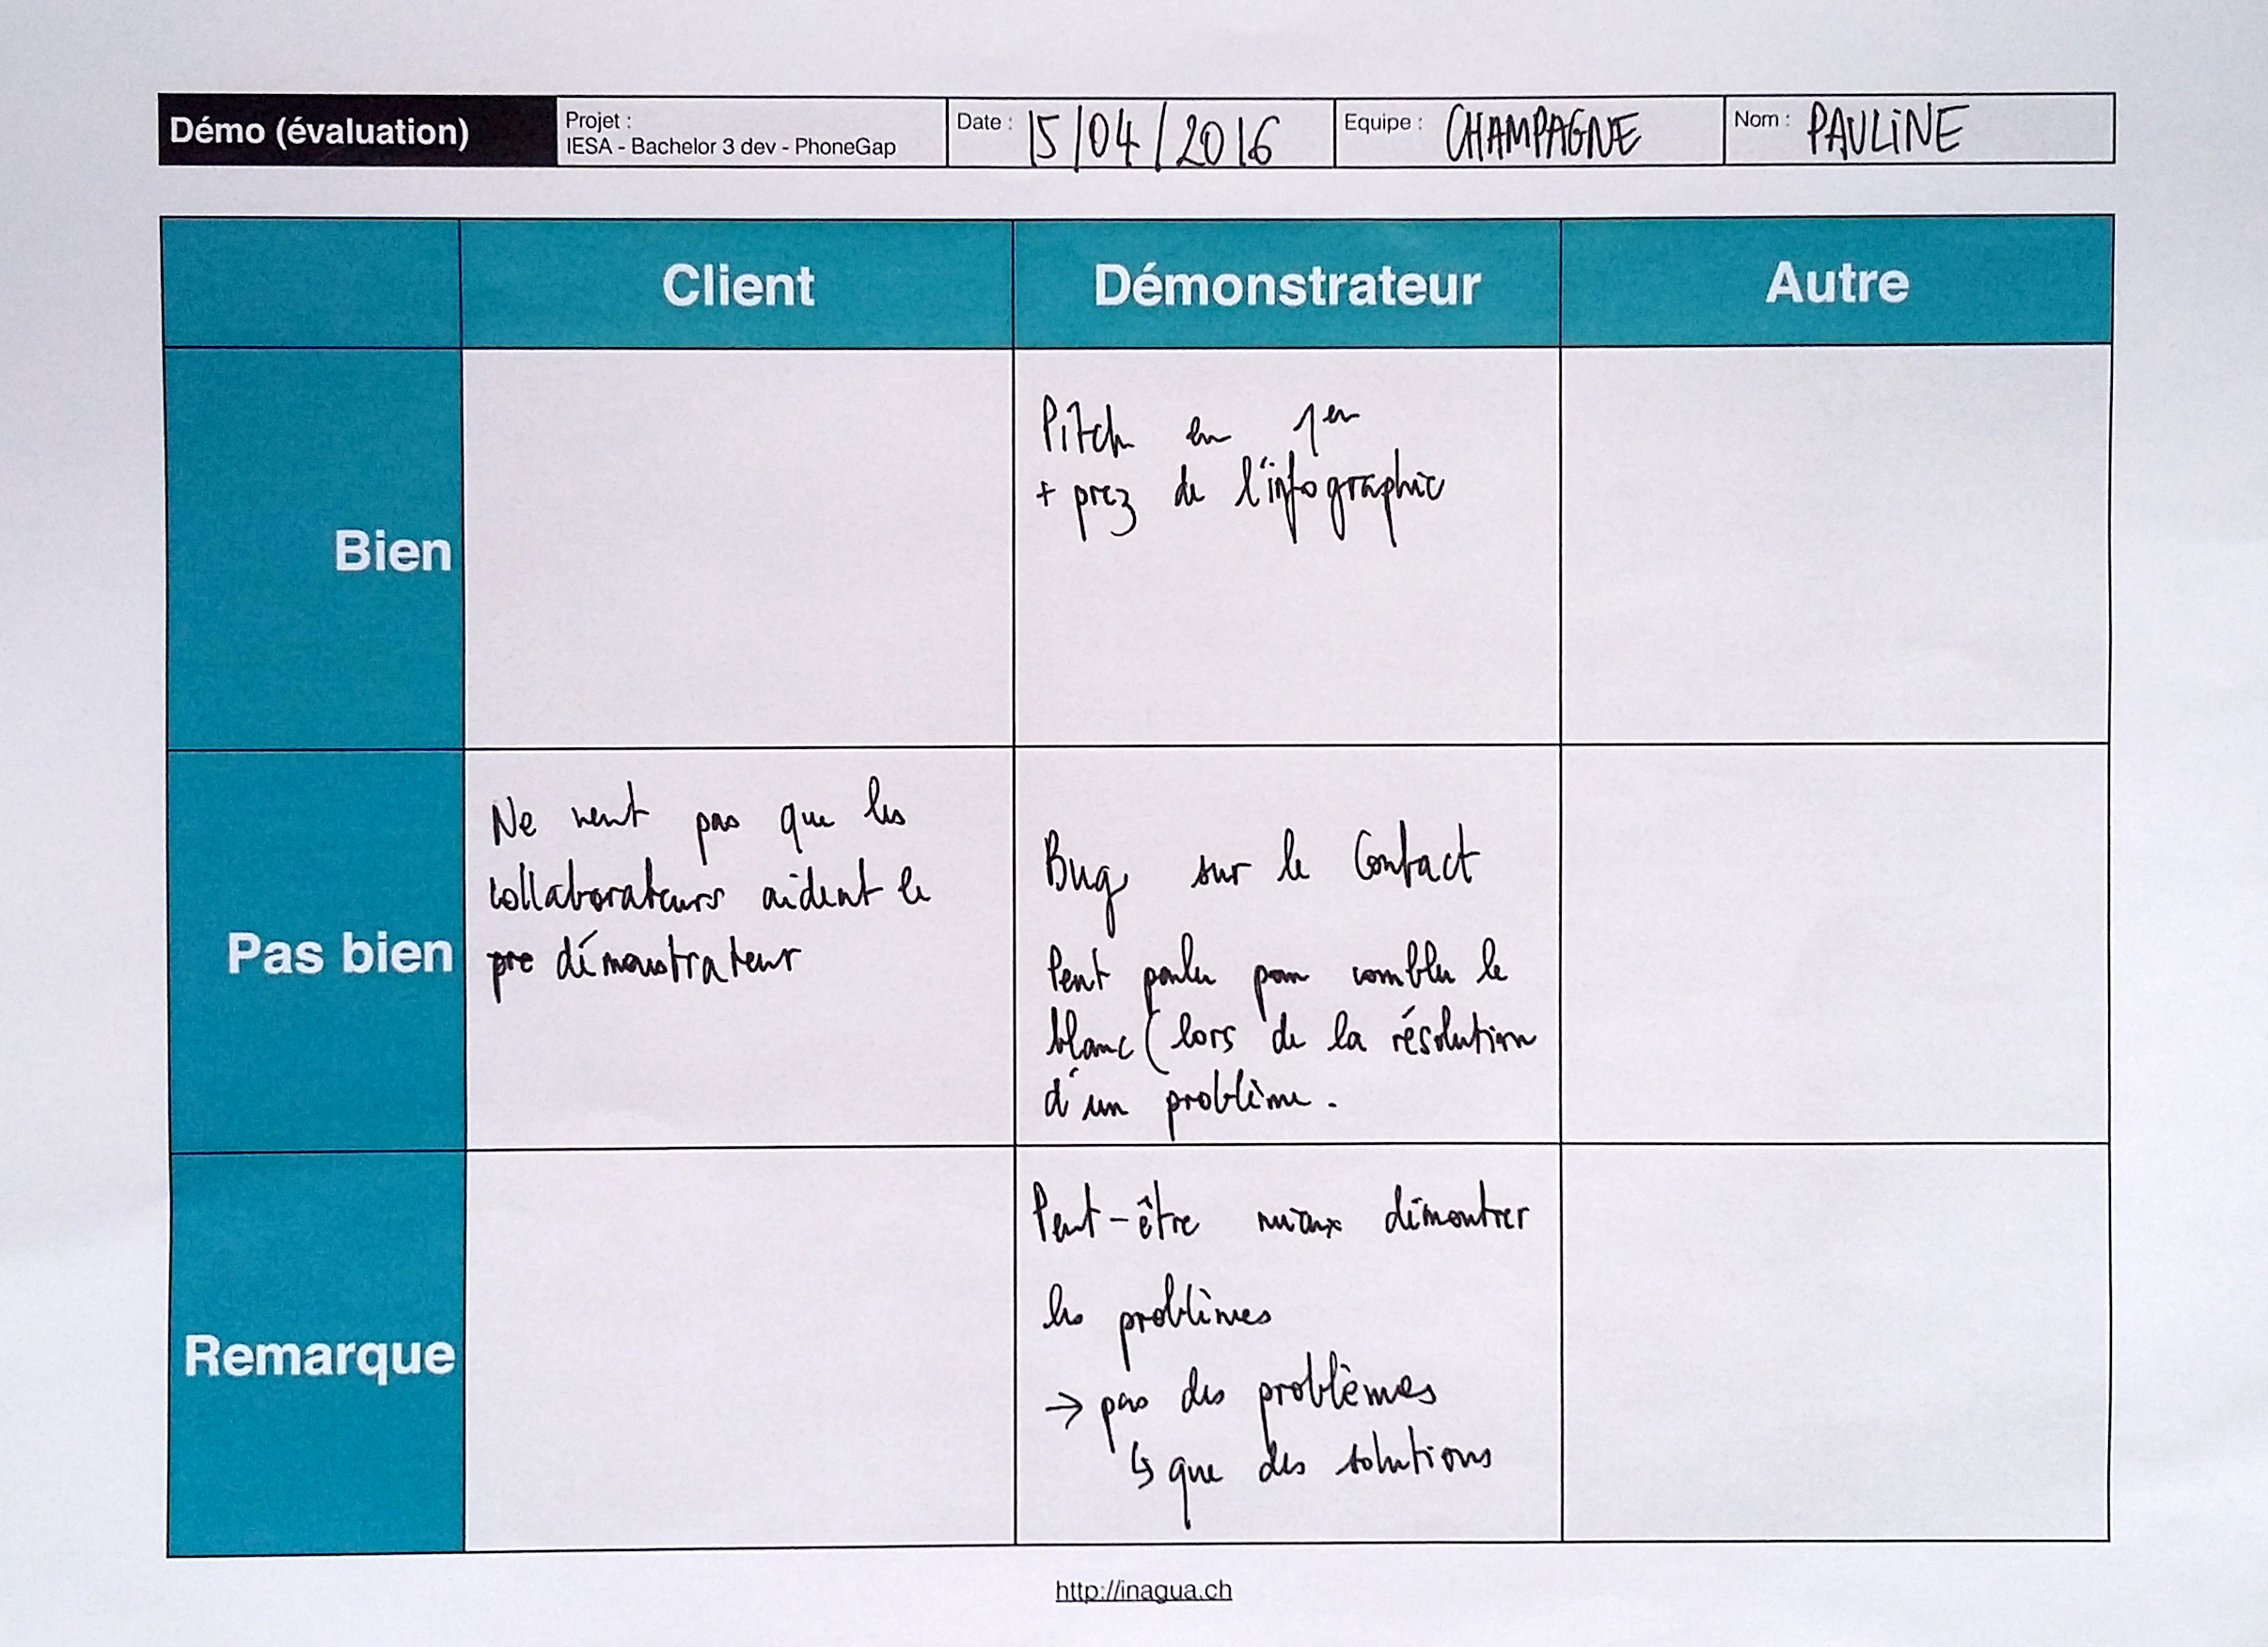 Démo (évaluation)
Projet :
IESA - Bachelor 3 dev - PhoneGap
Date : 15/04/2016
Equipe : CHAMPAGNE
Nom : PAULiNE
Client
Démonstrateur
Autre
Bien
Pitch en 1er
+ prez de l'infographie
Pas bien
Ne veut pas que les
collaborateurs aident le
pre démonstrateur
Bug sur le Contact
Peut parler pour combler le
blanc (lors de la résolution
d'un problème.
Remarque
Peut-être mieux démontrer
les problèmes
→ pas des problèmes
↳ que des solutions
http://inagua.ch